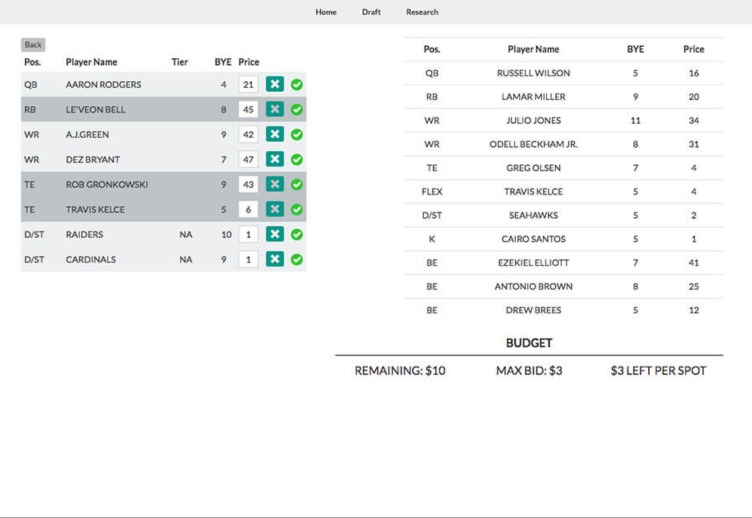 Home Draft Research
Back
Pos. Player Name Tier BYE Price
QB AARON RODGERS 4 21
RB LE'VEON BELL 8 45
WR A.J.GREEN 9 42
WR DEZ BRYANT 7 47
TE ROB GRONKOWSKI 9 43
TE TRAVIS KELCE 5 6
D/ST RAIDERS NA 10 1
D/ST CARDINALS NA 9 1
Pos. Player Name BYE Price
QB RUSSELL WILSON 5 16
RB LAMAR MILLER 9 20
WR JULIO JONES 11 34
WR ODELL BECKHAM JR. 8 31
TE GREG OLSEN 7 4
FLEX TRAVIS KELCE 5 4
D/ST SEAHAWKS 5 2
K CAIRO SANTOS 5 1
BE EZEKIEL ELLIOTT 7 41
BE ANTONIO BROWN 8 25
BE DREW BREES 5 12
BUDGET
REMAINING: $10 MAX BID: $3 $3 LEFT PER SPOT